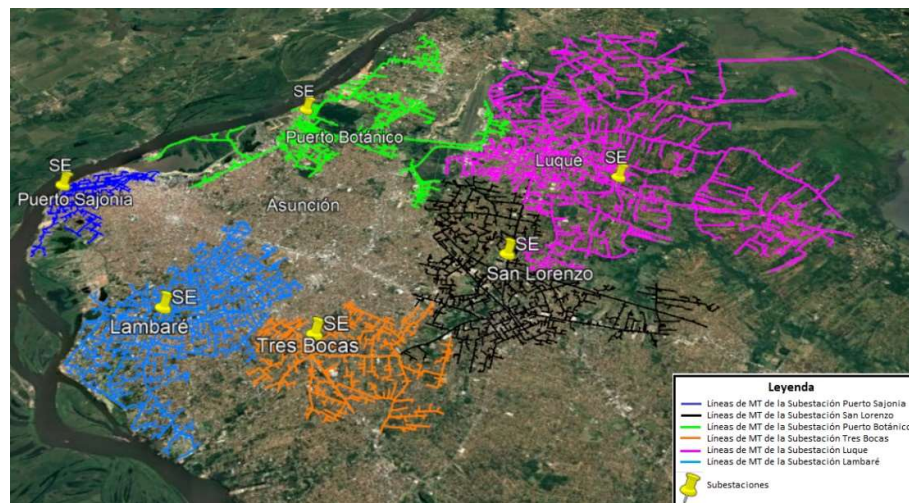 SE
Puerto Botánico
SE
Puerto Sajonia
Luque
SE
Asunción
SE
San Lorenzo
SE
Lambaré
SE
Tres Bocas
Leyenda
Líneas de MT de la Subestación Puerto Sajonia
Líneas de MT de la Subestación San Lorenzo
Líneas de MT de la Subestación Puerto Botánico
Líneas de MT de la Subestación Tres Bocas
Líneas de MT de la Subestación Luque
Líneas de MT de la Subestación Lambaré
Subestaciones